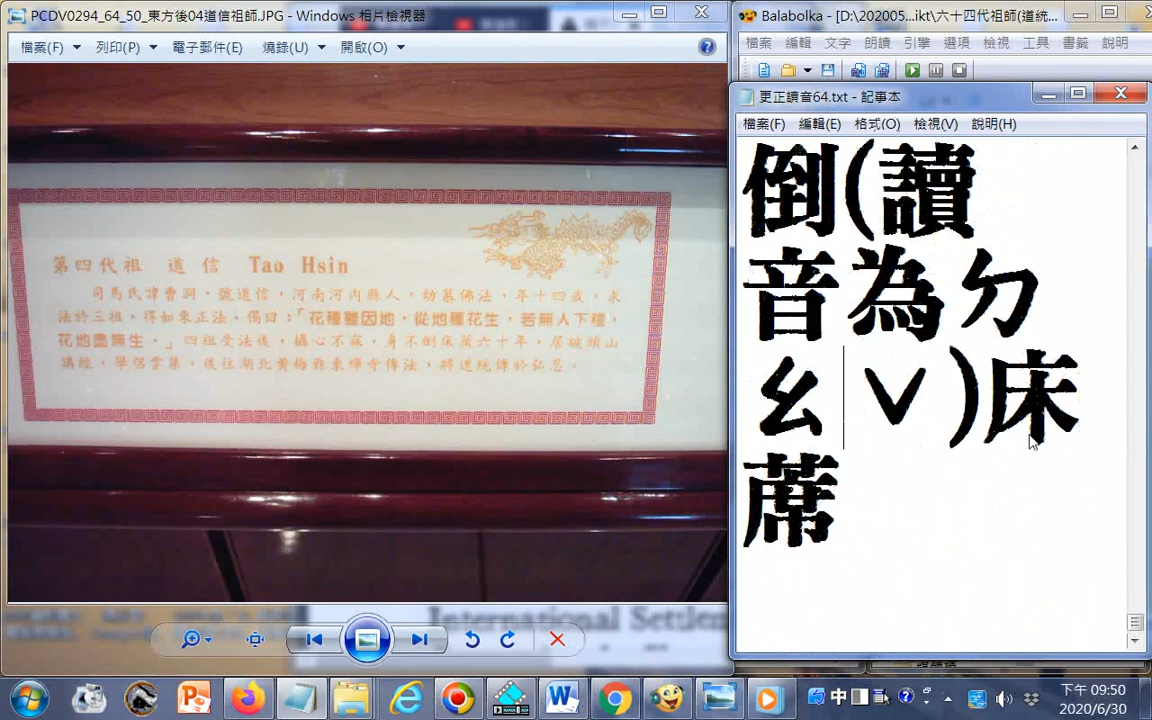 PCDV0294_64_50_東方後04道信祖師.JPG - Windows 相片檢視器
檔案(F) 列印(P) 電子郵件(E) 燒錄(U) 開啟(O)
第四代祖 道信 Tao Hsin
司馬氏諱曹洞，號道信，河南河內縣人，幼慕佛法，年十四歲，求
法於三祖，得如來正法。偈曰：「花種雖因地，從地種花生，若無人下種，
花地盡無生。」四祖受法後，攝心不寐，身不倒床蓆六十年，居破頭山
講經，學侶雲集，後往湖北黃梅縣東禪寺傳法，將道統傳於弘忍。
International Settlem
Balabolka - [D:\202005...ikt\六十四代祖師(道統...
檔案 編輯 文字 朗讀 引擎 選項 檢視 工具 書籤 說明
更正讀音64.txt - 記事本
檔案(F) 編輯(E) 格式(O) 檢視(V) 說明(H)
倒(讀
音為ㄉ
ㄠˇ)床
蓆
中
下午 09:50
2020/6/30